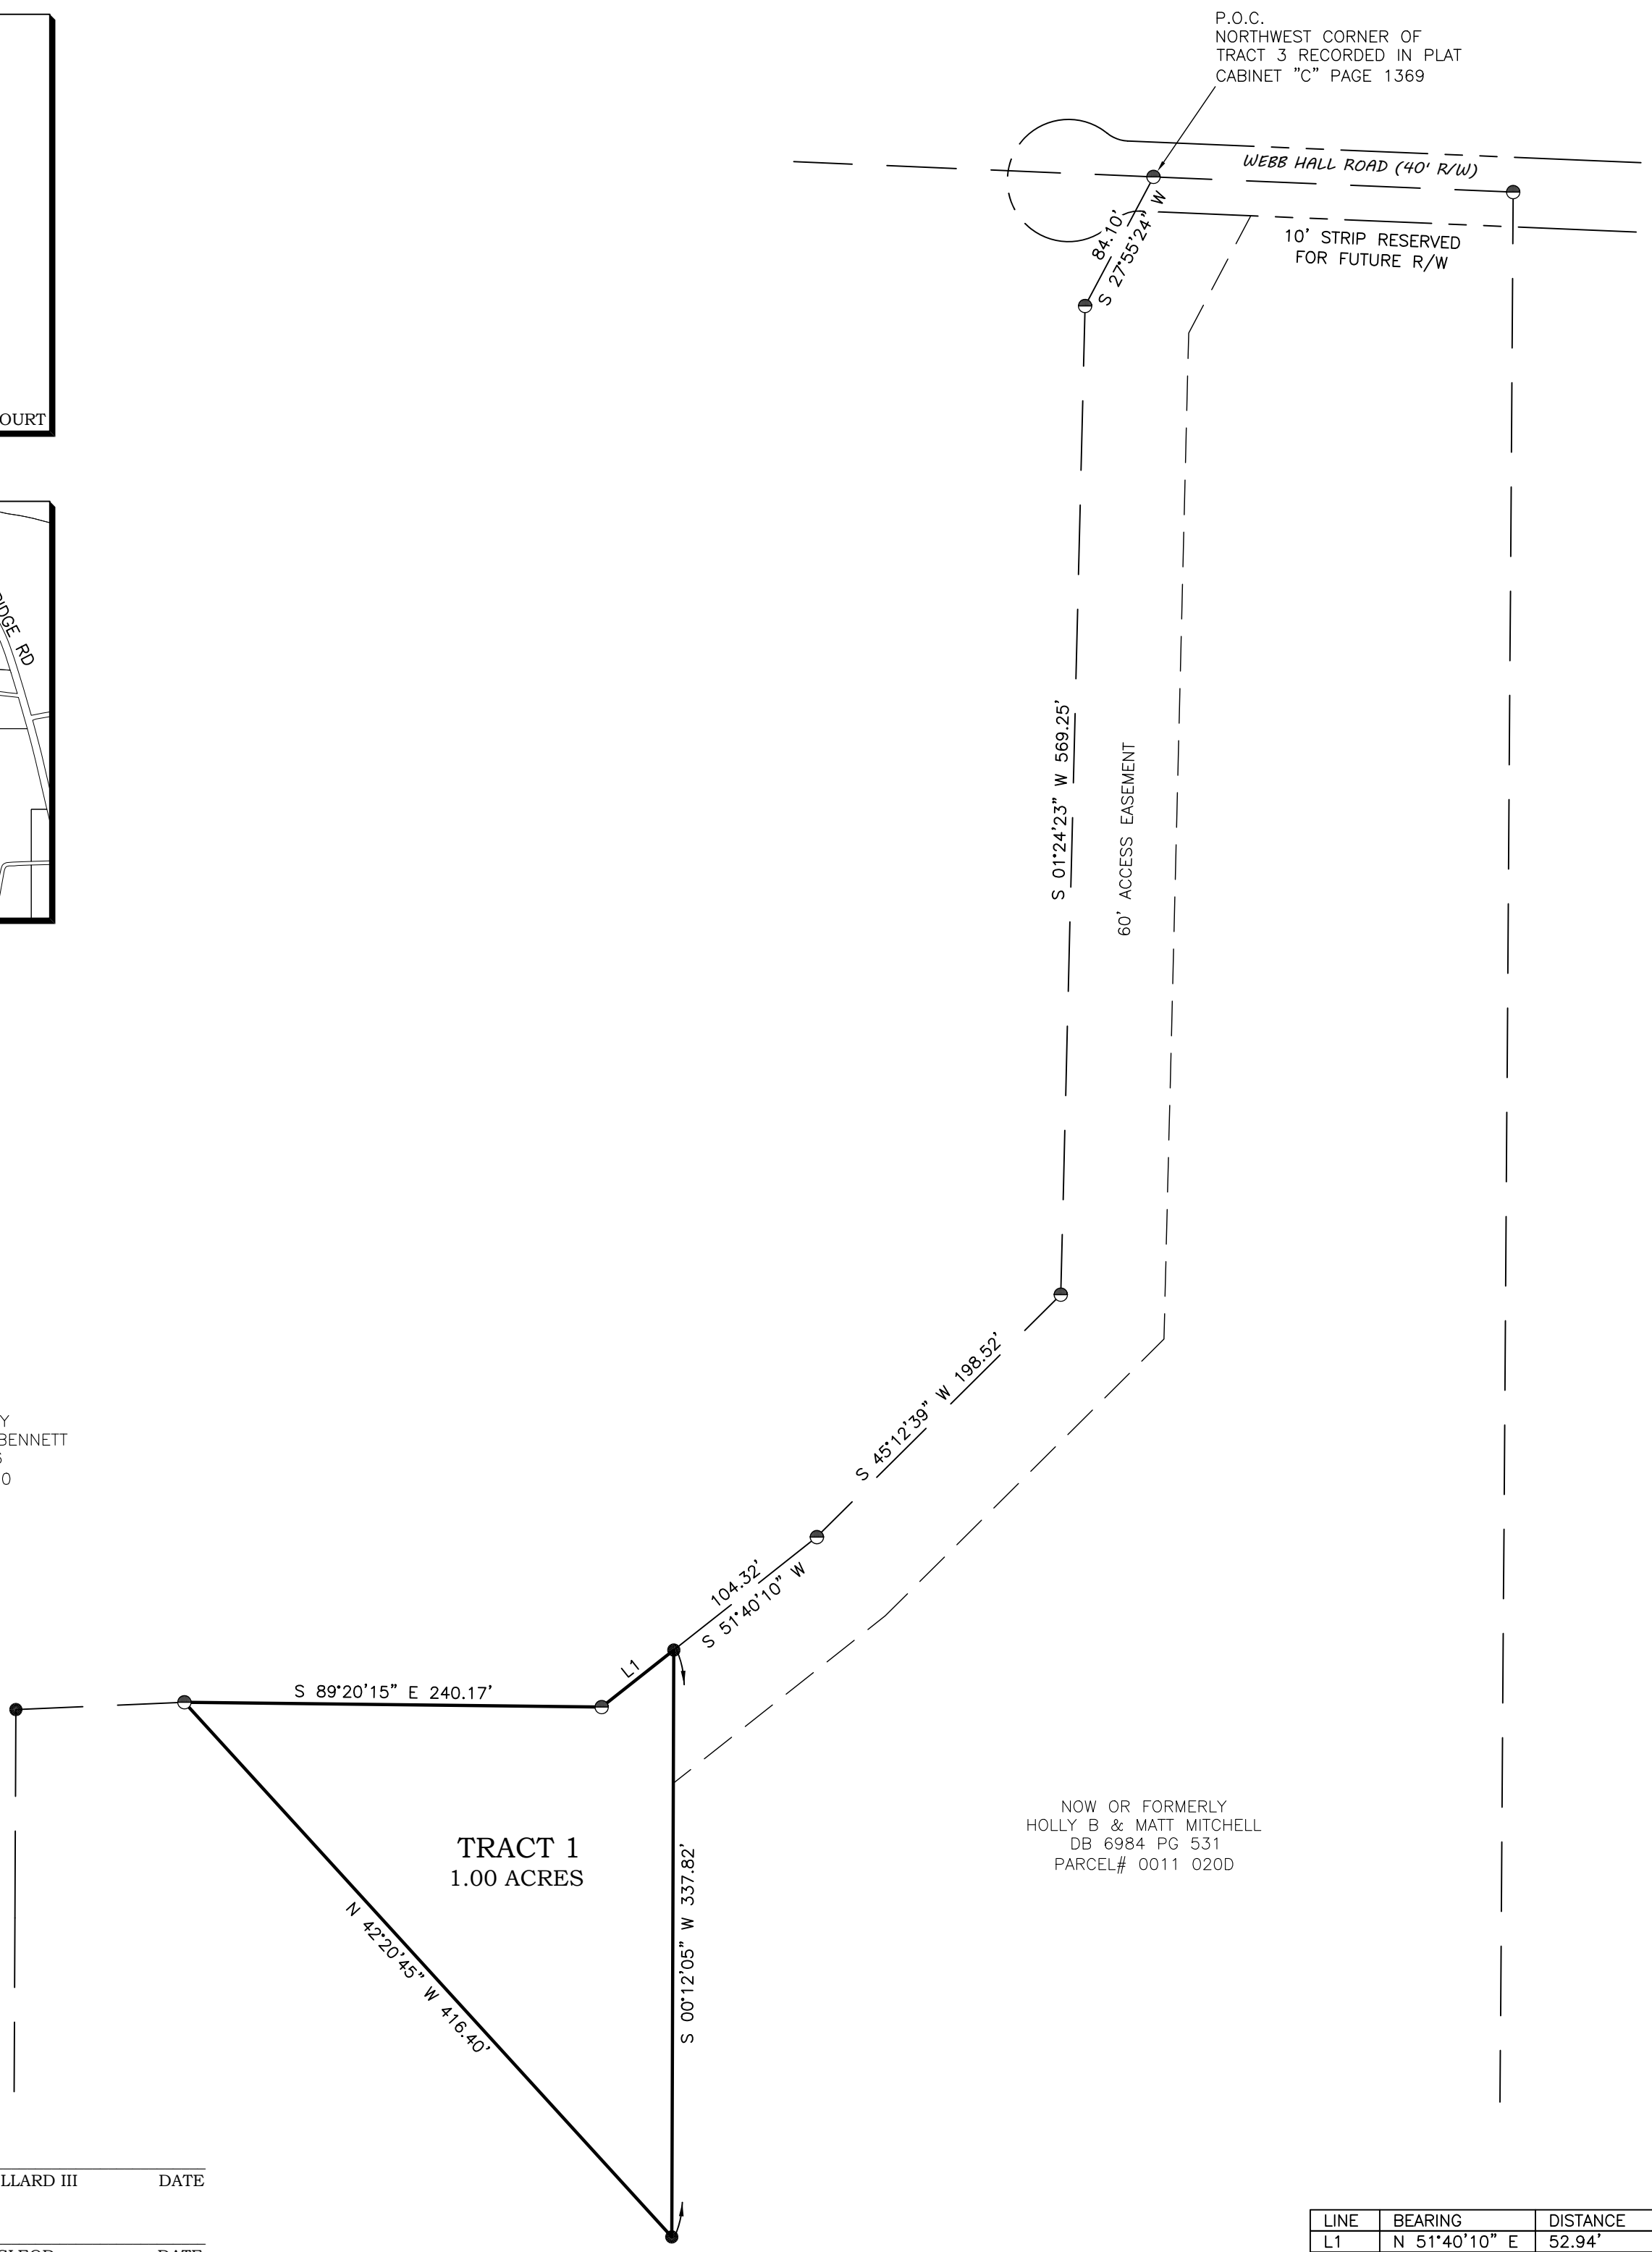 P.O.C.
NORTHWEST CORNER OF
TRACT 3 RECORDED IN PLAT
CABINET "C" PAGE 1369
WEBB HALL ROAD (40' R/W)
10' STRIP RESERVED
FOR FUTURE R/W
84.10'
S 27°55'24" W
OURT
RD
S 01°24'23" W 569.25'
60' ACCESS EASEMENT
S 45°12'39" W 198.52'
Y
BENNETT
0
104.32'
S 51°40'10" W
L1
S 89°20'15" E 240.17'
TRACT 1
1.00 ACRES
NOW OR FORMERLY
HOLLY B & MATT MITCHELL
DB 6984 PG 531
PARCEL# 0011 020D
S 00°12'05" W 337.82'
N 42°20'45" W 416.40'
LLARD III DATE
DATE
LINE BEARING DISTANCE
L1 N 51°40'10" E 52.94'